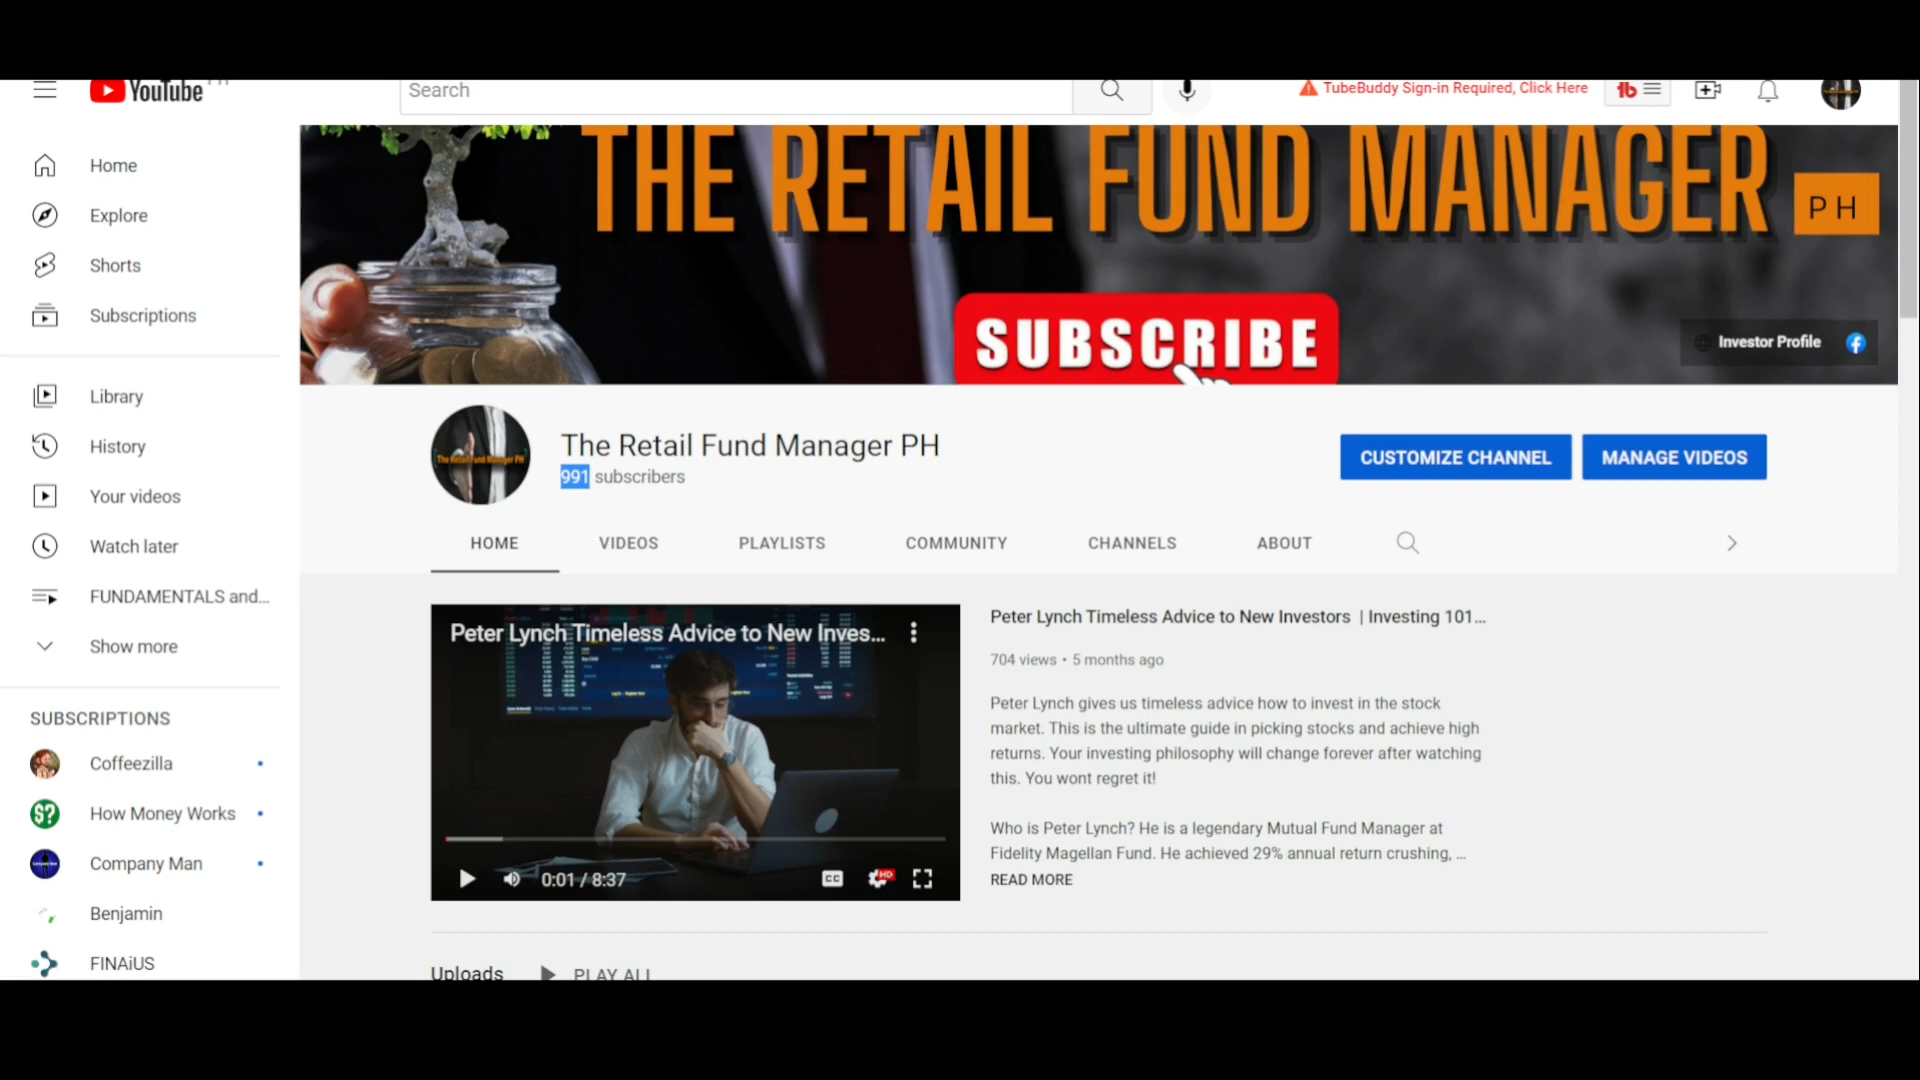 YouTube
Search
TubeBuddy Sign-in Required, Click Here
Home
Explore
Shorts
Subscriptions
Library
History
Your videos
Watch later
FUNDAMENTALS and...
Show more
SUBSCRIPTIONS
Coffeezilla
How Money Works
Company Man
Benjamin
FINAiUS
THE RETAIL FUND MANAGER
PH
SUBSCRIBE
Investor Profile
The Retail Fund Manager PH
The Retail Fund Manager PH
991 subscribers
CUSTOMIZE CHANNEL
MANAGE VIDEOS
HOME
VIDEOS
PLAYLISTS
COMMUNITY
CHANNELS
ABOUT
Peter Lynch Timeless Advice to New Inves...
0:01 / 8:37
CC
HD
Peter Lynch Timeless Advice to New Investors | Investing 101...
704 views • 5 months ago
Peter Lynch gives us timeless advice how to invest in the stock
market. This is the ultimate guide in picking stocks and achieve high
returns. Your investing philosophy will change forever after watching
this. You wont regret it!
Who is Peter Lynch? He is a legendary Mutual Fund Manager at
Fidelity Magellan Fund. He achieved 29% annual return crushing, ...
READ MORE
Uploads
PLAY ALL